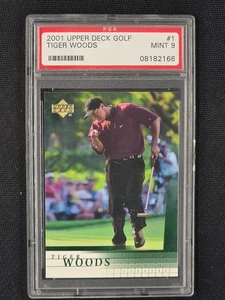 PSA
2001 UPPER DECK GOLF #1
TIGER WOODS MINT 9
08182166
TIGER
WOODS